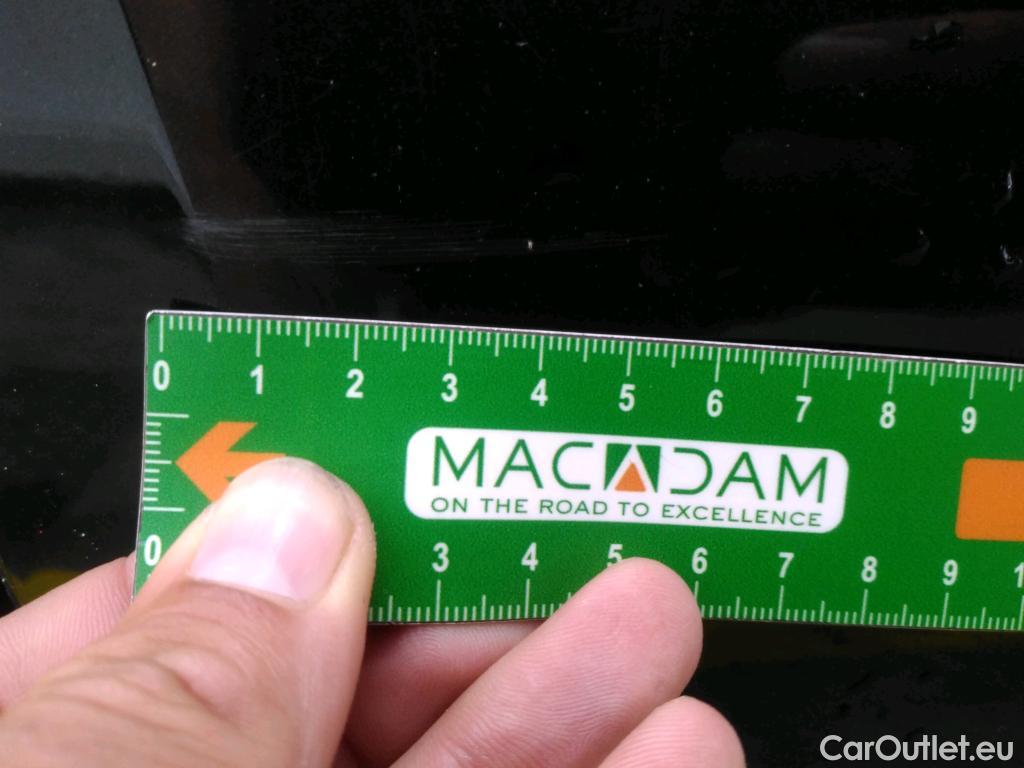 0 1 2 3 4 5 6 7 8 9
MACADAM
ON THE ROAD TO EXCELLENCE
0 3 4 5 6 7 8 9 1
CarOutlet.eu